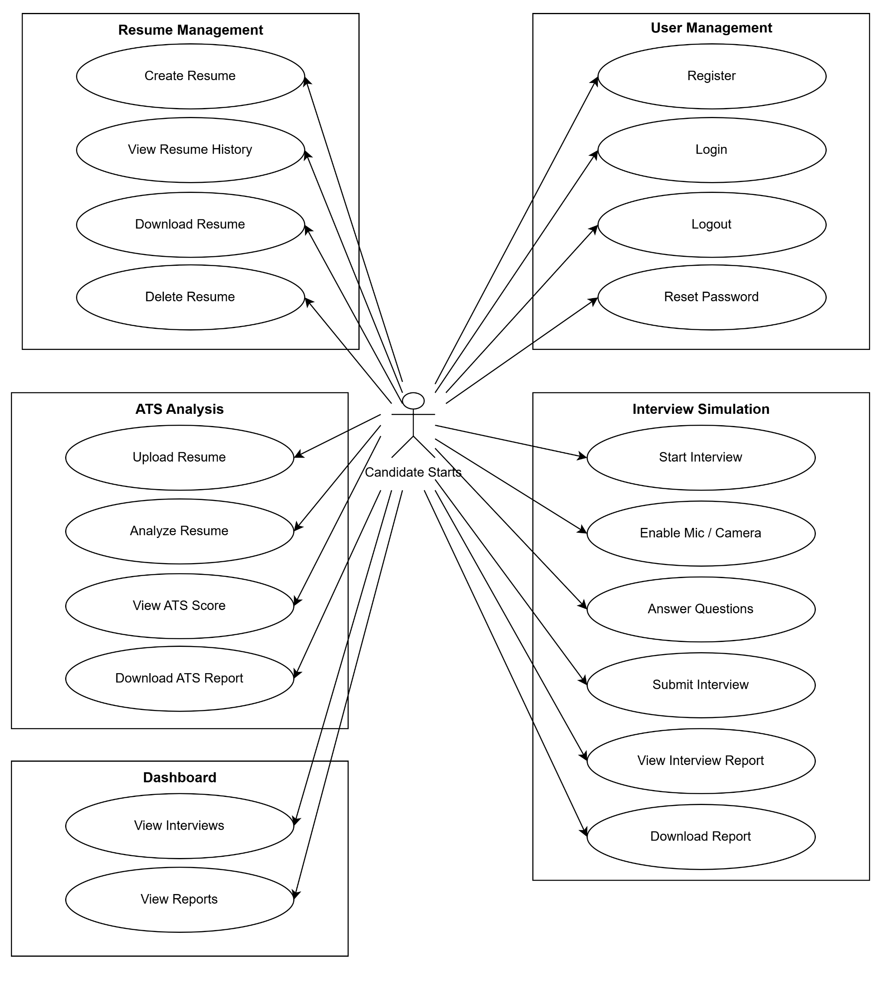 Resume Management
Create Resume
View Resume History
Download Resume
Delete Resume
User Management
Register
Login
Logout
Reset Password
Candidate Starts
ATS Analysis
Upload Resume
Analyze Resume
View ATS Score
Download ATS Report
Interview Simulation
Start Interview
Enable Mic / Camera
Answer Questions
Submit Interview
View Interview Report
Download Report
Dashboard
View Interviews
View Reports